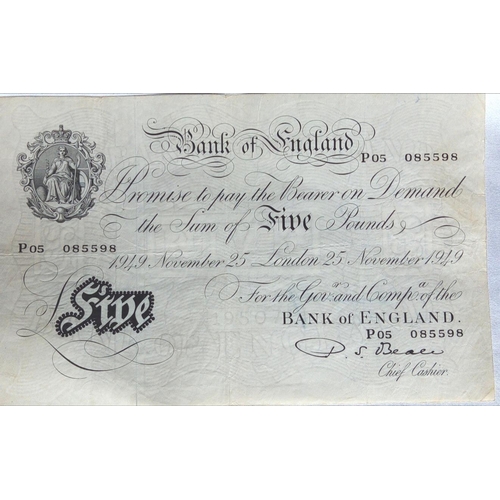 Bank of England
P05 085598
I Promise to pay the Bearer on Demand
the Sum of Five Pounds
P05 085598
1949 November 25 London 25 November 1949
For the Govr. and Compa. of the
BANK OF ENGLAND.
£Five
P05 085598
P. S. Beale
Chief Cashier.